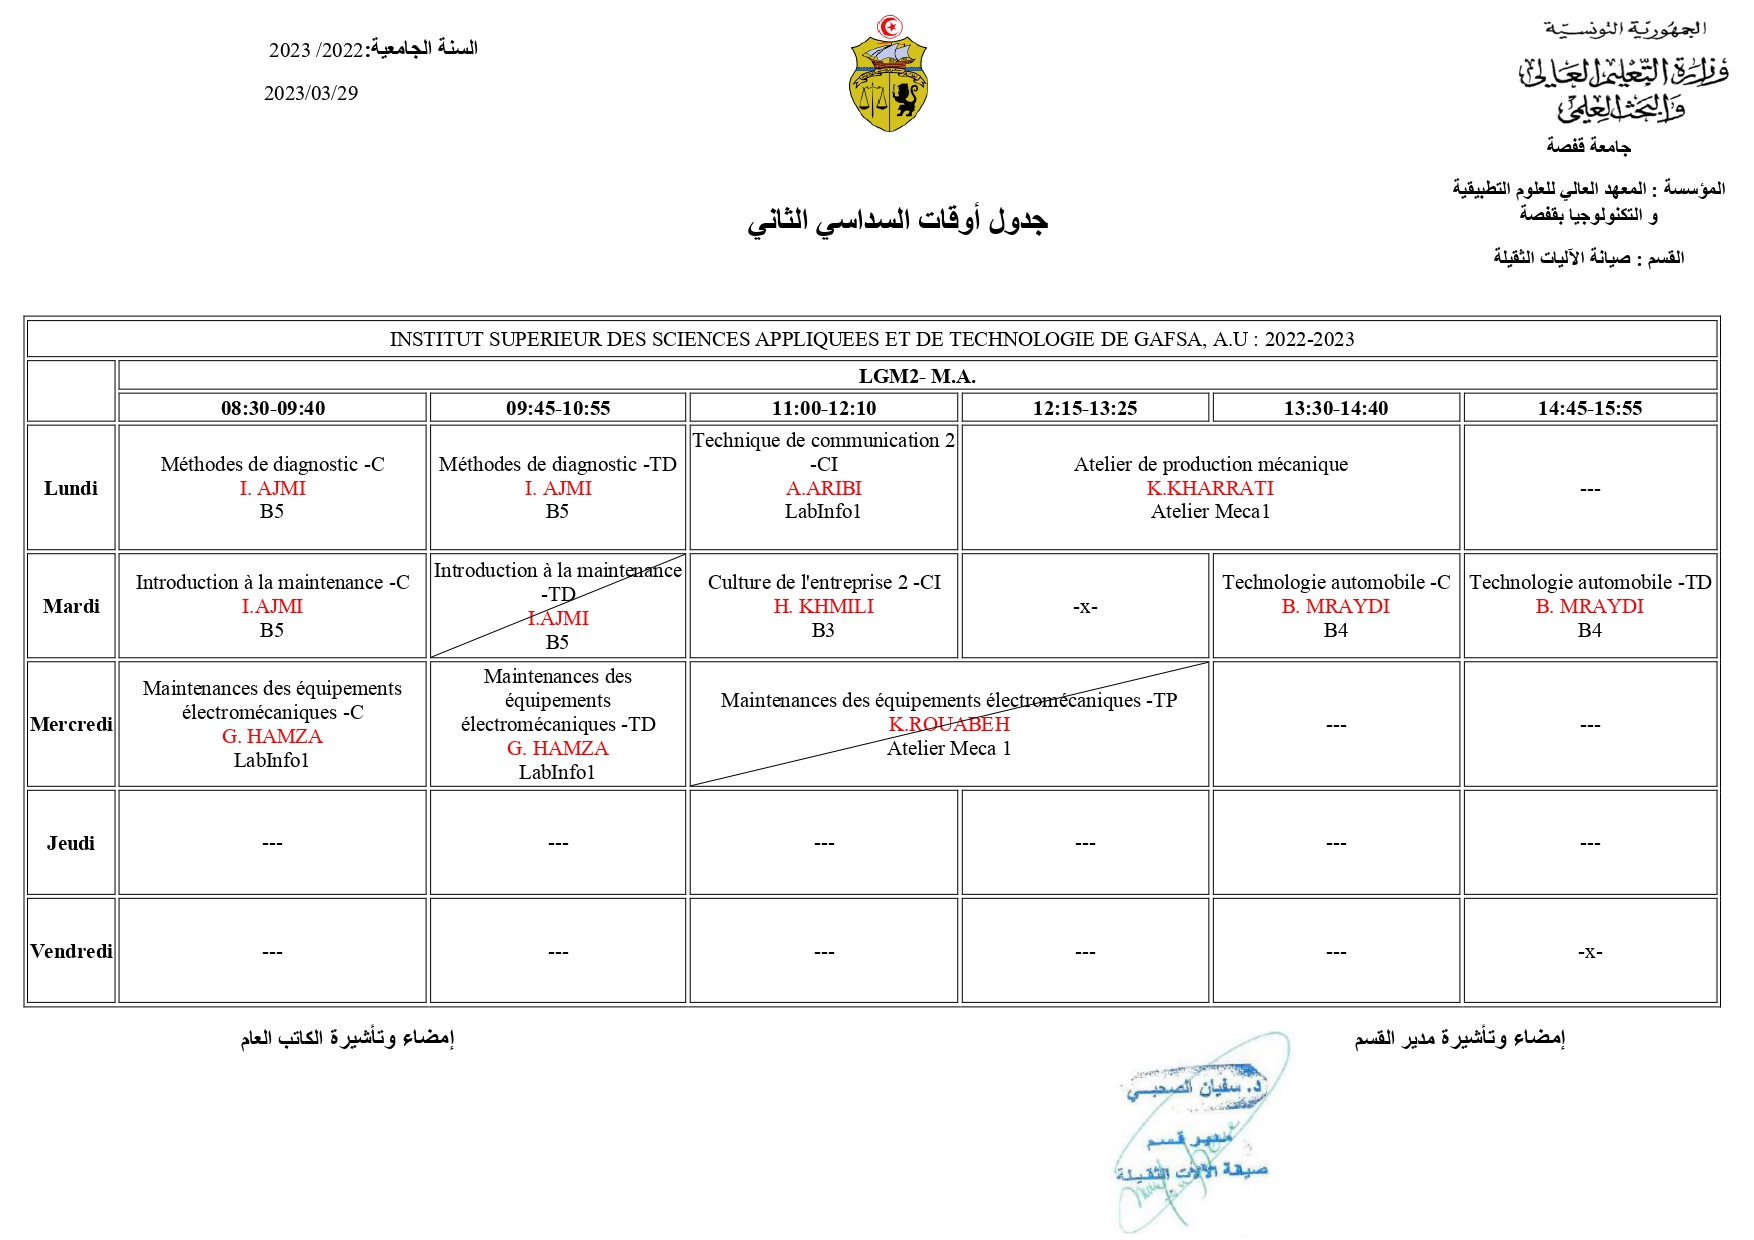 الجمهورية التونسية
وزارة التعليم العالي
والبحث العلمي
جامعة قفصة
المؤسسة : المعهد العالي للعلوم التطبيقية
و التكنولوجيا بقفصة
القسم : صيانة الآليات الثقيلة
السنة الجامعية:2022/ 2023
2023/03/29
جدول أوقات السداسي الثاني
INSTITUT SUPERIEUR DES SCIENCES APPLIQUEES ET DE TECHNOLOGIE DE GAFSA, A.U : 2022-2023
LGM2- M.A.
08:30-09:40 09:45-10:55 11:00-12:10 12:15-13:25 13:30-14:40 14:45-15:55
Lundi
Méthodes de diagnostic -C
I. AJMI
B5
Méthodes de diagnostic -TD
I. AJMI
B5
Technique de communication 2
-CI
A.ARIBI
LabInfo1
Atelier de production mécanique
K.KHARRATI
Atelier Meca1
---
Mardi
Introduction à la maintenance -C
I.AJMI
B5
Introduction à la maintenance
-TD
I.AJMI
B5
Culture de l'entreprise 2 -CI
H. KHMILI
B3
-x-
Technologie automobile -C
B. MRAYDI
B4
Technologie automobile -TD
B. MRAYDI
B4
Mercredi
Maintenances des équipements
électromécaniques -C
G. HAMZA
LabInfo1
Maintenances des
équipements
électromécaniques -TD
G. HAMZA
LabInfo1
Maintenances des équipements électromécaniques -TP
K.ROUABEH
Atelier Meca 1
---
---
Jeudi
---
---
---
---
---
---
Vendredi
---
---
---
---
---
-x-
إمضاء وتأشيرة مدير القسم
إمضاء وتأشيرة الكاتب العام
د. سفيان الصحبي
مدير قسم
صيانة الآلات الثقيلة